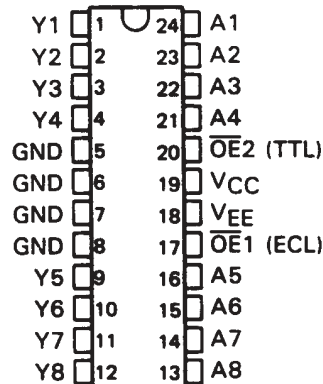 Y1 1 24 A1
Y2 2 23 A2
Y3 3 22 A3
Y4 4 21 A4
GND 5 20 O̅E̅2 (TTL)
GND 6 19 VCC
GND 7 18 VEE
GND 8 17 O̅E̅1 (ECL)
Y5 9 16 A5
Y6 10 15 A6
Y7 11 14 A7
Y8 12 13 A8